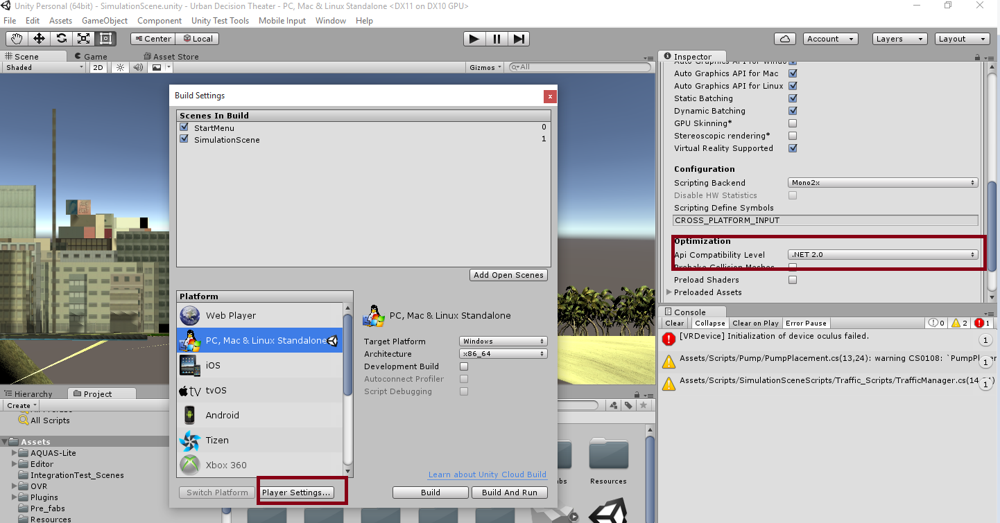 Unity Personal (64bit) - SimulationScene.unity - Urban Decision Theater - PC, Mac & Linux Standalone <DX11 on DX10 GPU>
File Edit Assets GameObject Component Unity Test Tools Mobile Input Window Help
Center Local Account Layers Layout
Scene Game Asset Store
Shaded 2D Gizmos All
Build Settings
x
Scenes In Build
StartMenu 0
SimulationScene 1
Add Open Scenes
Platform
Web Player
PC, Mac & Linux Standalone
iOS
tvOS
Android
Tizen
Xbox 360
PC, Mac & Linux Standalone
Target Platform Windows
Architecture x86_64
Development Build
Autoconnect Profiler
Script Debugging
Learn about Unity Cloud Build
Switch Platform Player Settings... Build Build And Run
Inspector
Auto Graphics API for
Auto Graphics API for Mac
Auto Graphics API for Linux
Static Batching
Dynamic Batching
GPU Skinning*
Stereoscopic rendering*
Virtual Reality Supported
Configuration
Scripting Backend Mono2x
Disable HW Statistics
Scripting Define Symbols
CROSS_PLATFORM_INPUT
Optimization
Api Compatibility Level .NET 2.0
Prebake Collision Meshes
Preload Shaders
Preloaded Assets
Console
Clear Collapse Clear on Play Error Pause 0 2 1
[VRDevice] Initialization of device oculus failed. 1
Assets/Scripts/Pump/PumpPlacement.cs(13,24): warning CS0108: `PumpPlacem 1
Assets/Scripts/SimulationSceneScripts/Traffic_Scripts/TrafficManager.cs(14 1
Hierarchy Project
Create
All Scripts
Assets
AQUAS-Lite
Editor
IntegrationTest_Scenes
OVR
Plugins
Pre_fabs
Resources
abs Resources